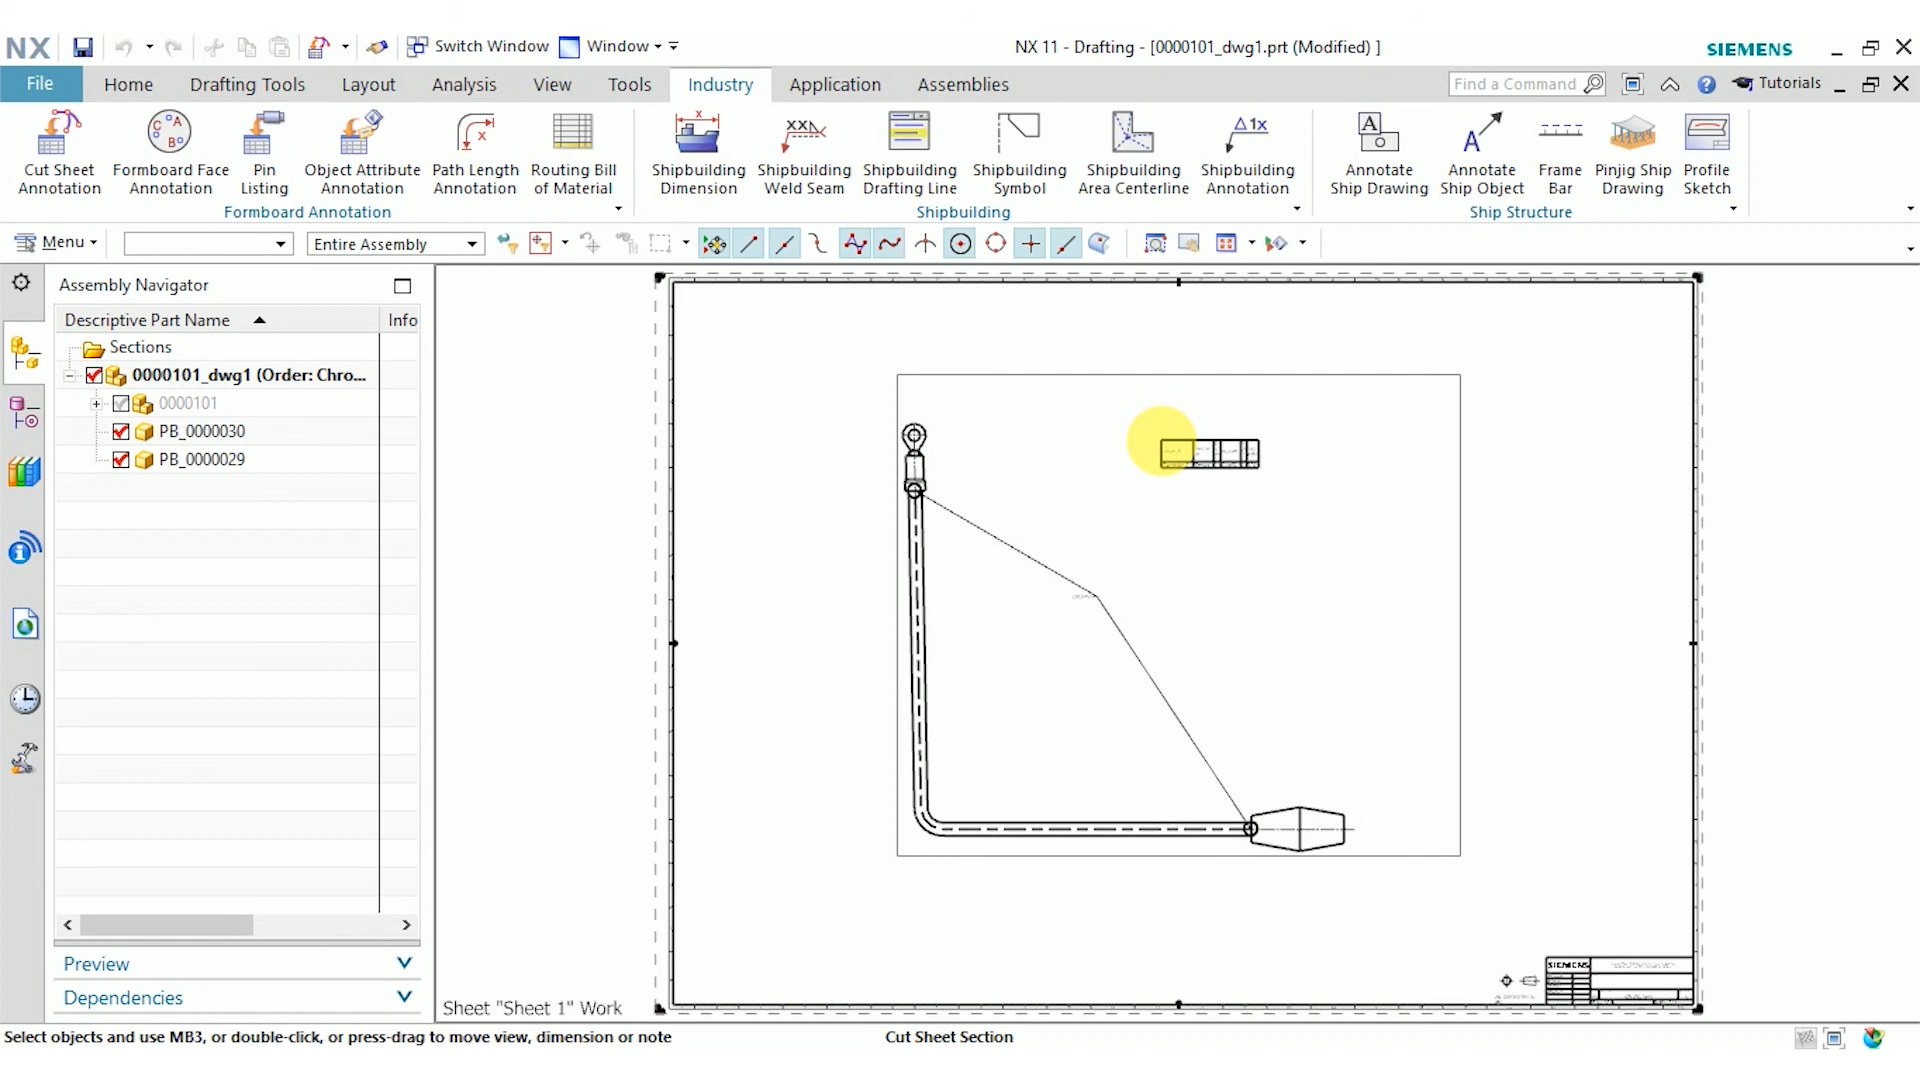 NX Switch Window Window NX 11 - Drafting - [0000101_dwg1.prt (Modified) ] SIEMENS
File Home Drafting Tools Layout Analysis View Tools Industry Application Assemblies Find a Command Tutorials
Cut Sheet Annotation
Formboard Face Annotation
Pin Listing
Object Attribute Annotation
Path Length Annotation
Routing Bill of Material
Shipbuilding Dimension
Shipbuilding Weld Seam
Shipbuilding Drafting Line
Shipbuilding Symbol
Shipbuilding Area Centerline
Shipbuilding Annotation
Annotate Ship Drawing
Annotate Ship Object
Frame Bar
Pinjig Ship Drawing
Profile Sketch
Formboard Annotation Shipbuilding Ship Structure
Menu Entire Assembly
Assembly Navigator
Descriptive Part Name Info
Sections
0000101_dwg1 (Order: Chro...
0000101
PB_0000030
PB_0000029
Preview
Dependencies
SIEMENS
Sheet "Sheet 1" Work
Select objects and use MB3, or double-click, or press-drag to move view, dimension or note Cut Sheet Section